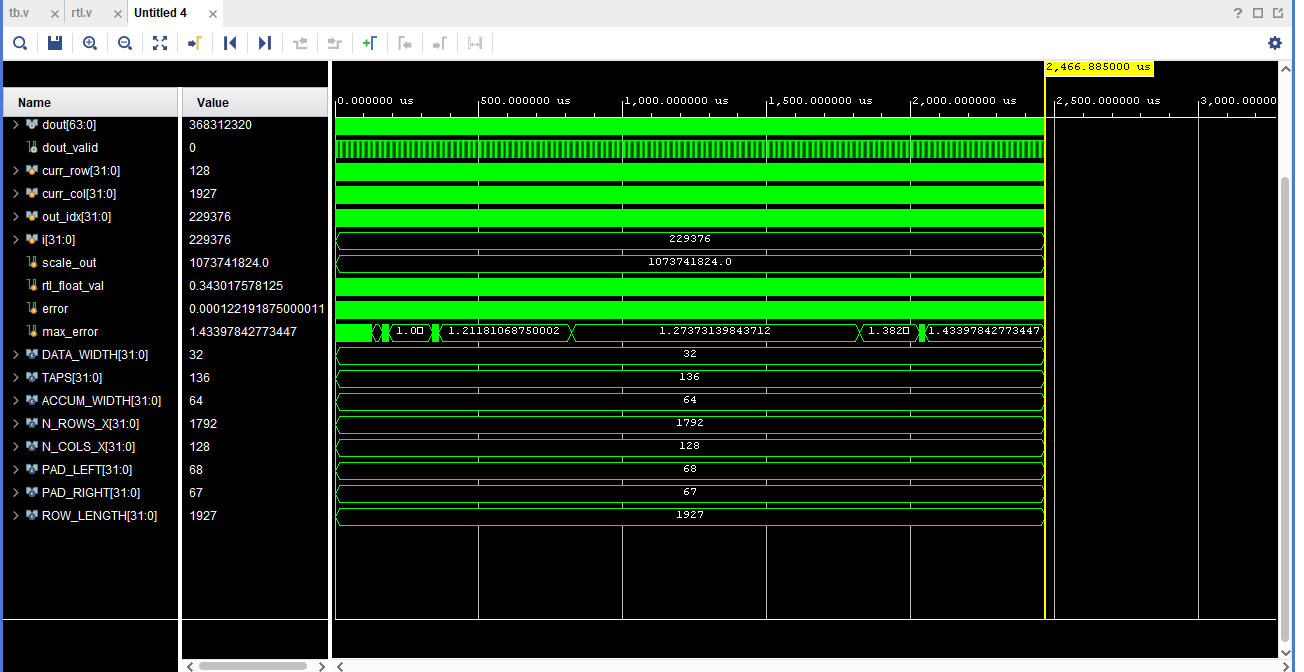 tb.v rtl.v Untitled 4
2,466.885000 us
Name Value
0.000000 us 500.000000 us 1,000.000000 us 1,500.000000 us 2,000.000000 us 2,500.000000 us 3,000.00000
dout[63:0] 368312320
dout_valid 0
curr_row[31:0] 128
curr_col[31:0] 1927
out_idx[31:0] 229376
i[31:0] 229376 229376
scale_out 1073741824.0 1073741824.0
rtl_float_val 0.343017578125
error 0.000122191875000011
max_error 1.43397842773447 1.0 1.21181068750002 1.27373139843712 1.382 1.43397842773447
DATA_WIDTH[31:0] 32 32
TAPS[31:0] 136 136
ACCUM_WIDTH[31:0] 64 64
N_ROWS_X[31:0] 1792 1792
N_COLS_X[31:0] 128 128
PAD_LEFT[31:0] 68 68
PAD_RIGHT[31:0] 67 67
ROW_LENGTH[31:0] 1927 1927